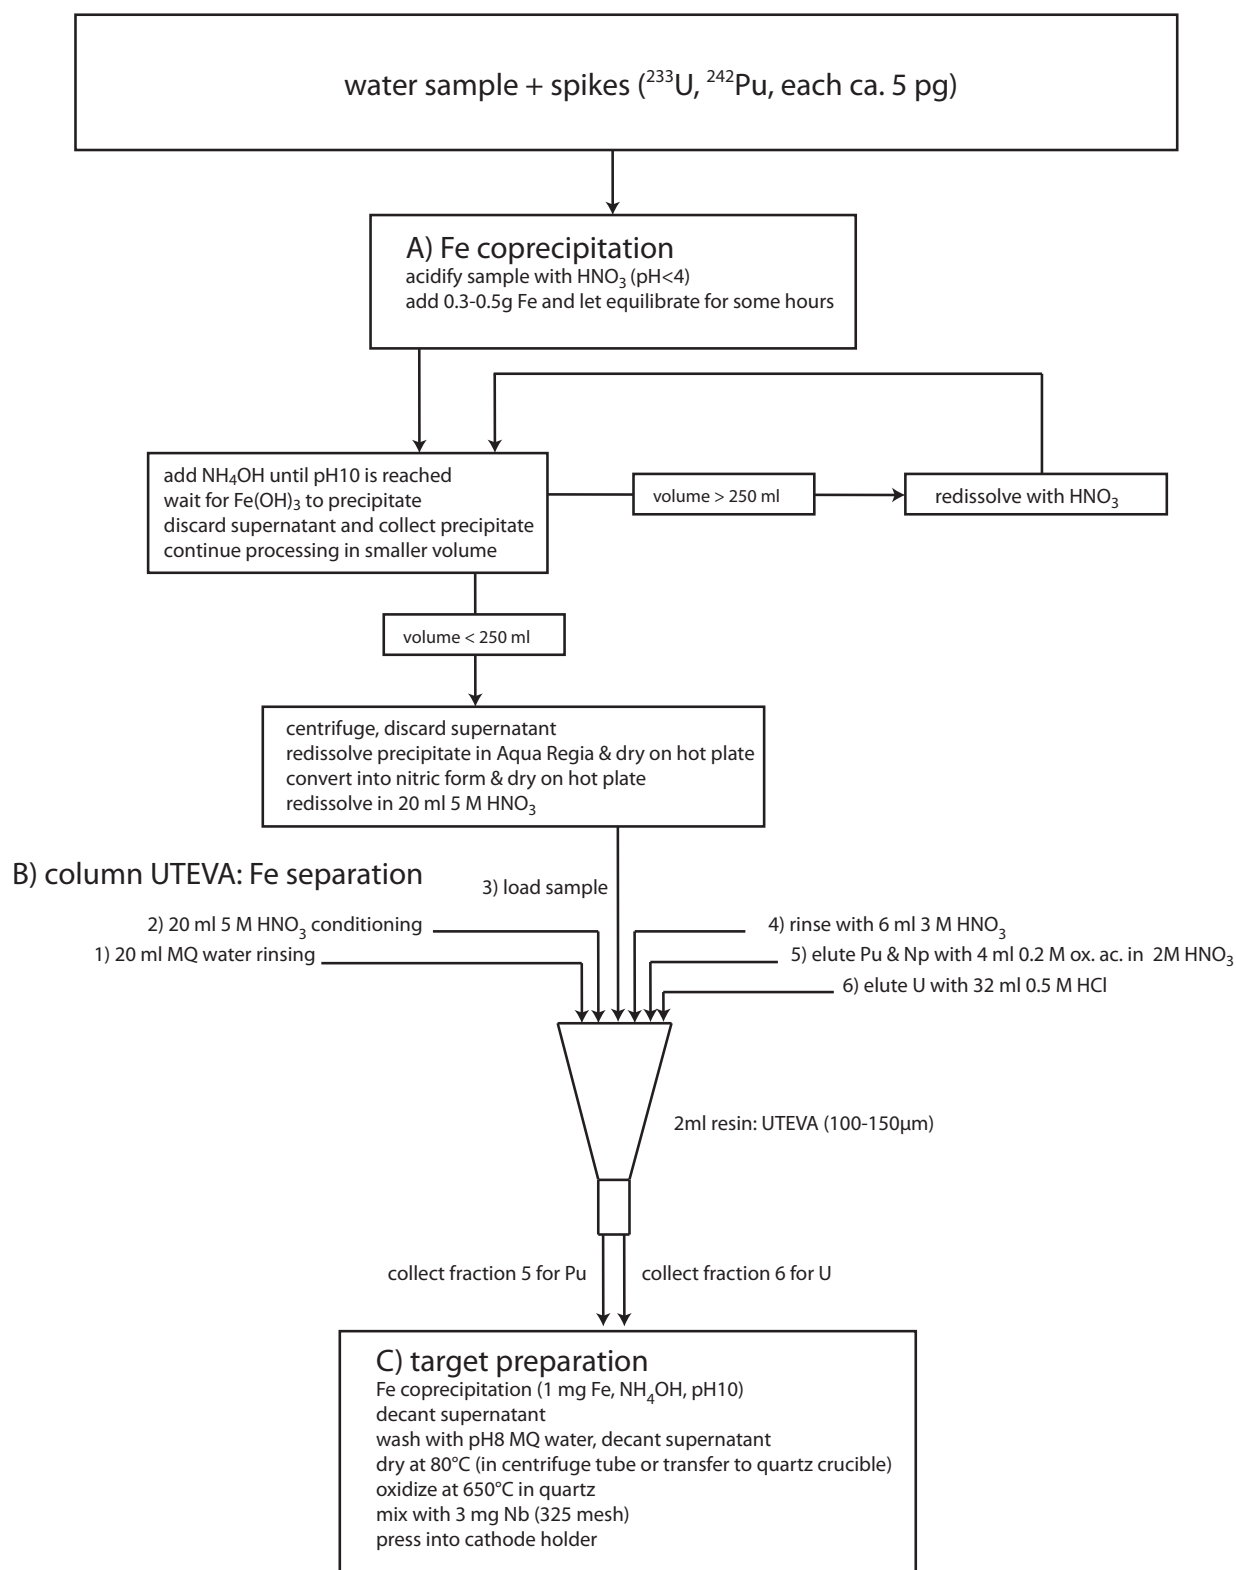 water sample + spikes (²³³U, ²⁴²Pu, each ca. 5 pg)
A) Fe coprecipitation
acidify sample with HNO₃ (pH<4)
add 0.3-0.5g Fe and let equilibrate for some hours
add NH₄OH until pH10 is reached
wait for Fe(OH)₃ to precipitate
discard supernatant and collect precipitate
continue processing in smaller volume
volume > 250 ml
redissolve with HNO₃
volume < 250 ml
centrifuge, discard supernatant
redissolve precipitate in Aqua Regia & dry on hot plate
convert into nitric form & dry on hot plate
redissolve in 20 ml 5 M HNO₃
B) column UTEVA: Fe separation
3) load sample
2) 20 ml 5 M HNO₃ conditioning
1) 20 ml MQ water rinsing
4) rinse with 6 ml 3 M HNO₃
5) elute Pu & Np with 4 ml 0.2 M ox. ac. in 2M HNO₃
6) elute U with 32 ml 0.5 M HCl
2ml resin: UTEVA (100-150µm)
collect fraction 5 for Pu
collect fraction 6 for U
C) target preparation
Fe coprecipitation (1 mg Fe, NH₄OH, pH10)
decant supernatant
wash with pH8 MQ water, decant supernatant
dry at 80°C (in centrifuge tube or transfer to quartz crucible)
oxidize at 650°C in quartz
mix with 3 mg Nb (325 mesh)
press into cathode holder